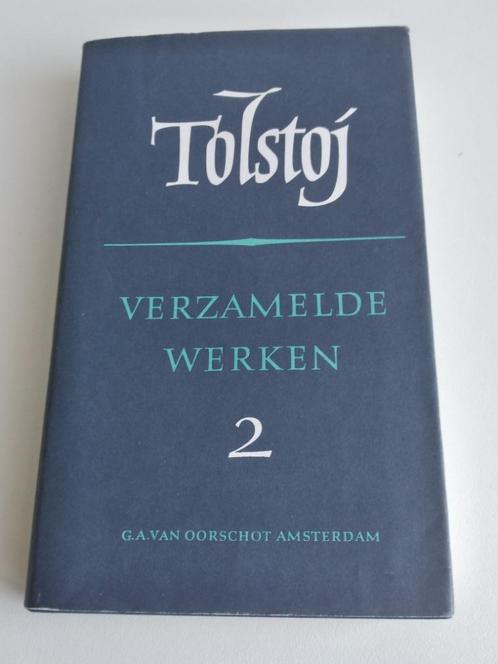 Tolstoj
VERZAMELDE
WERKEN
2
G.A.VAN OORSCHOT AMSTERDAM